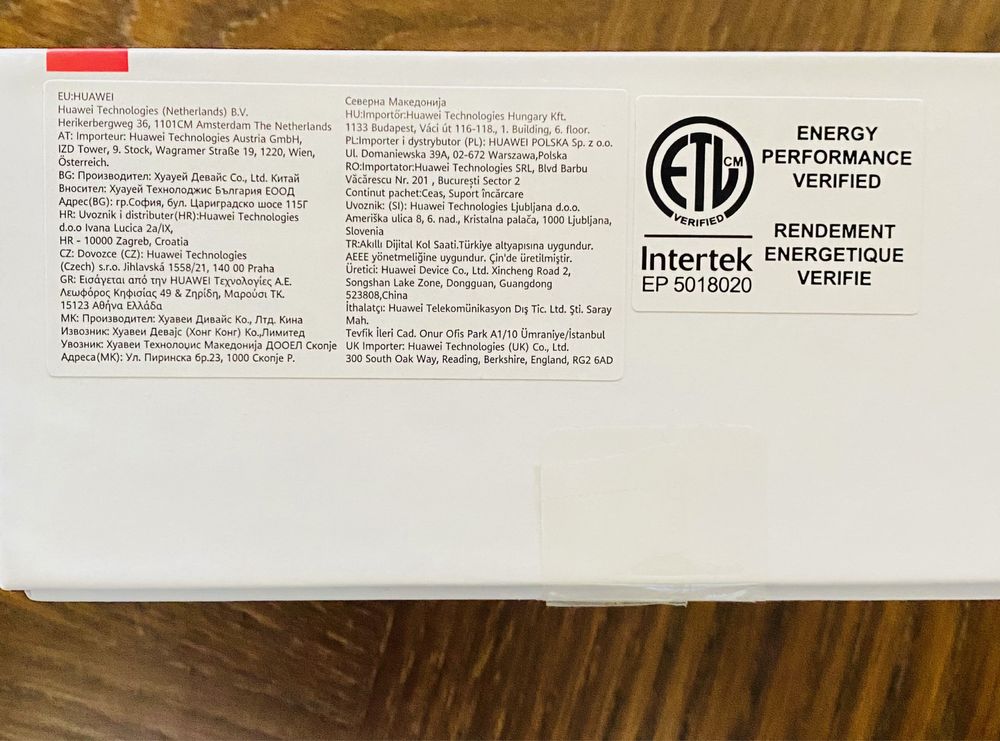 EU:HUAWEI
Huawei Technologies (Netherlands) B.V.
Herikerbergweg 36, 1101CM Amsterdam The Netherlands
AT: Importeur: Huawei Technologies Austria GmbH,
IZD Tower, 9. Stock, Wagramer Straße 19, 1220, Wien,
Österreich.
BG: Производител: Хуауей Девайс Со., Ltd. Китай
Вносител: Хуауей Технолоджис България ЕООД
Адрес(BG): гр.София, бул. Цариградско шосе 115Г
HR: Uvoznik i distributer(HR):Huawei Technologies
d.o.o Ivana Lucica 2a/IX,
HR - 10000 Zagreb, Croatia
CZ: Dovozce (CZ): Huawei Technologies
(Czech) s.r.o. Jihlavská 1558/21, 140 00 Praha
GR: Εισάγεται από την HUAWEI Τεχνολογίες Α.Ε.
Λεωφόρος Κηφισίας 49 & Ζηρίδη, Μαρούσι ΤΚ.
15123 Αθήνα Ελλάδα
MK: Производител: Хуавеи Дивајс Ко., Лтд. Кина
Извозник: Хуавеи Девајс (Хонг Конг) Ко.,Лимитед
Увозник: Хуавеи Технолоџис Македонија ДООЕЛ Скопје
Адреса(МК): Ул. Пиринска бр.23, 1000 Скопје Р.
Северна Македонија
HU:Importőr:Huawei Technologies Hungary Kft.
1133 Budapest, Váci út 116-118., 1. Building, 6. floor.
PL:Importer i dystrybutor (PL): HUAWEI POLSKA Sp. z o.o.
Ul. Domaniewska 39A, 02-672 Warszawa,Polska
RO:Importator:Huawei Technologies SRL, Blvd Barbu
Văcărescu Nr. 201 , București Sector 2
Continut pachet:Ceas, Suport încărcare
Uvoznik: (SI): Huawei Technologies Ljubljana d.o.o.
Ameriška ulica 8, 6. nad., Kristalna palača, 1000 Ljubljana,
Slovenia
TR:Akıllı Dijital Kol Saati.Türkiye altyapısına uygundur.
AEEE yönetmeliğine uygundur. Çin'de üretilmiştir.
Üretici: Huawei Device Co., Ltd. Xincheng Road 2,
Songshan Lake Zone, Dongguan, Guangdong
523808,China
İthalatçı: Huawei Telekomünikasyon Dış Tic. Ltd. Şti. Saray
Mah.
Tevfik İleri Cad. Onur Ofis Park A1/10 Ümraniye/İstanbul
UK Importer: Huawei Technologies (UK) Co., Ltd.
300 South Oak Way, Reading, Berkshire, England, RG2 6AD
ETL CM
VERIFIED
Intertek
EP 5018020
ENERGY
PERFORMANCE
VERIFIED
RENDEMENT
ENERGETIQUE
VERIFIE